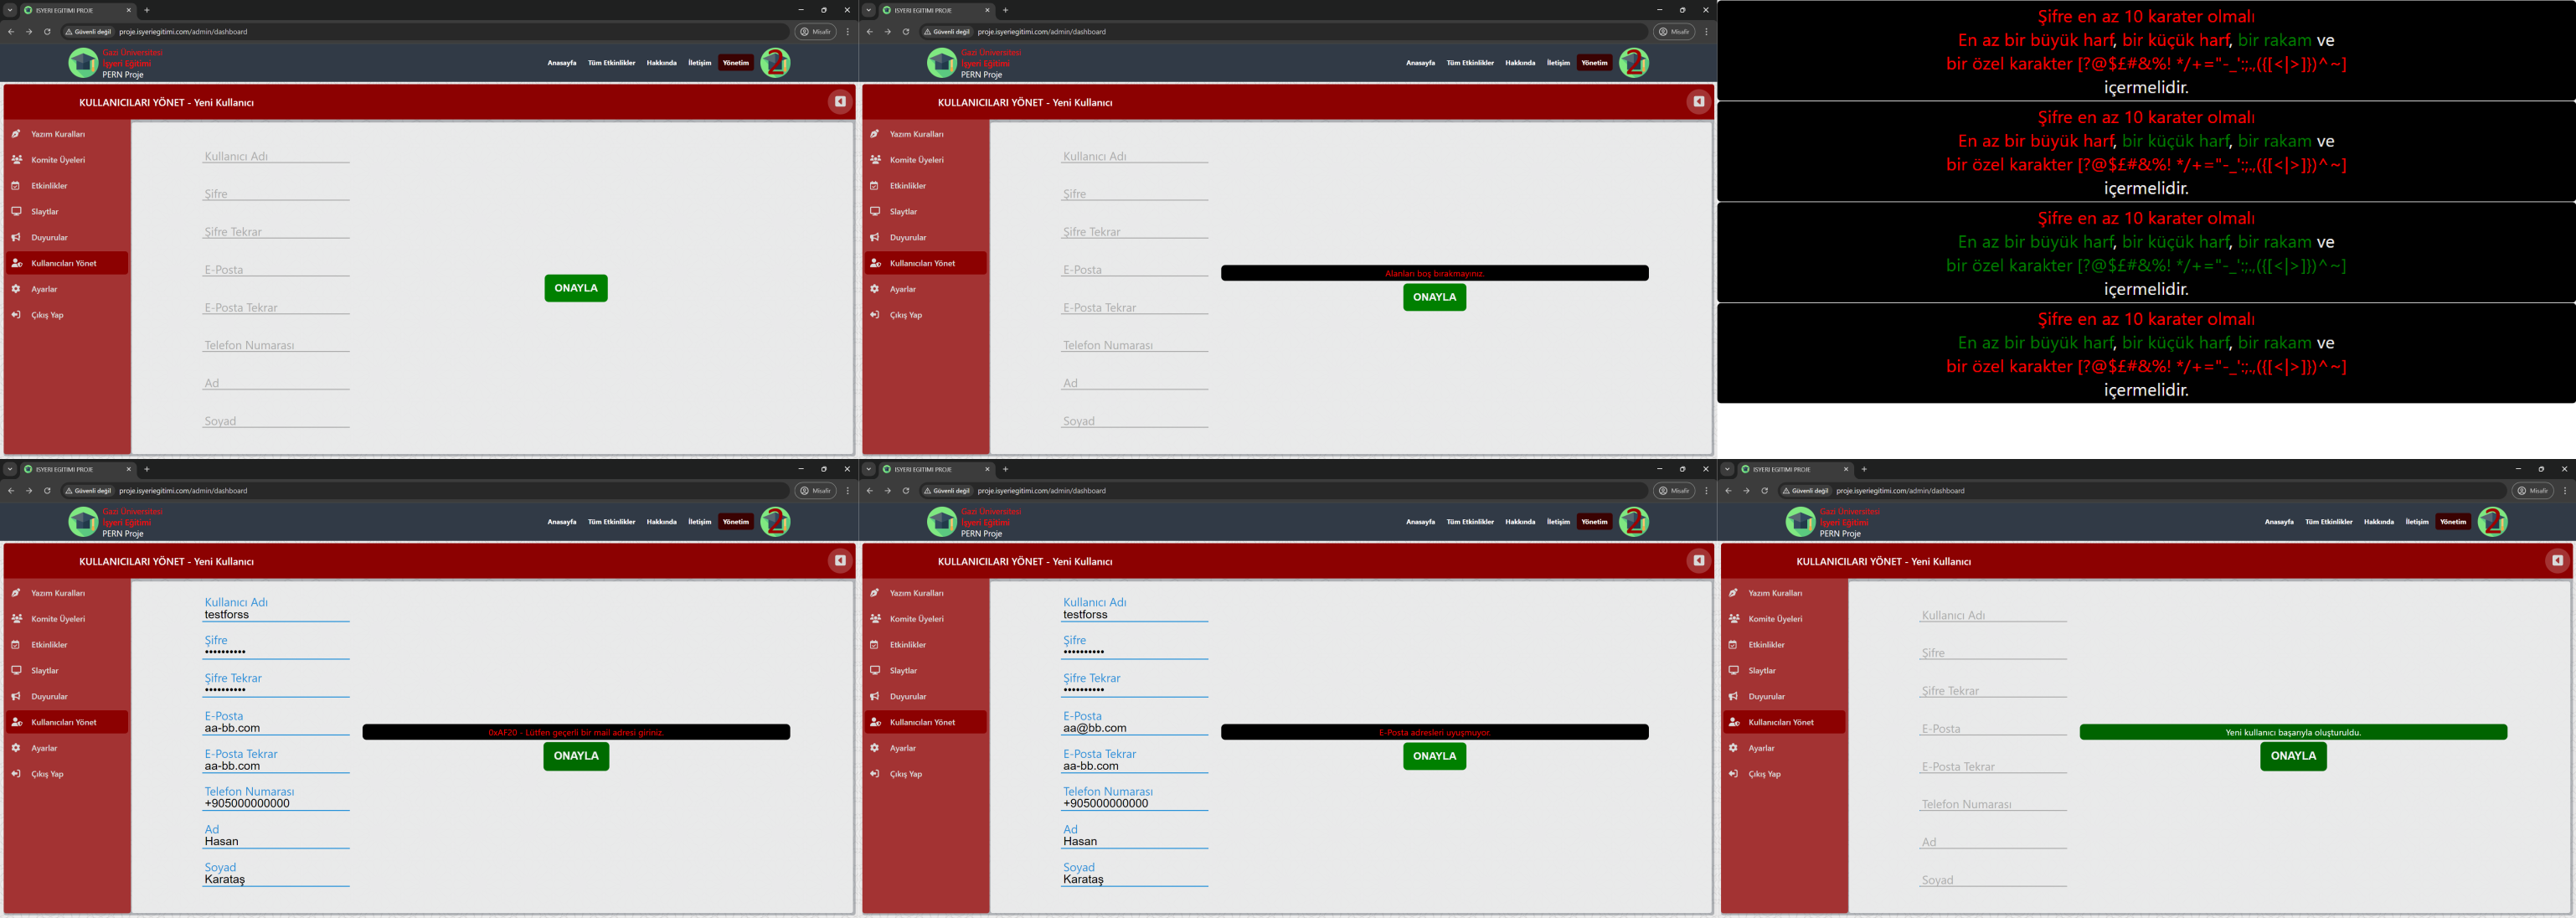 ISYERI EGITIMI PROJE
Güvenli değil
proje.isyeriegitimi.com/admin/dashboard
Misafir
Gazi Üniversitesi
İşyeri Eğitimi
PERN Proje
Anasayfa Tüm Etkinlikler Hakkında İletişim Yönetim
2
KULLANICILARI YÖNET - Yeni Kullanıcı
Yazım Kuralları
Komite Üyeleri
Etkinlikler
Slaytlar
Duyurular
Kullanıcıları Yönet
Ayarlar
Çıkış Yap
Kullanıcı Adı
Şifre
Şifre Tekrar
E-Posta
E-Posta Tekrar
Telefon Numarası
Ad
Soyad
ONAYLA
ISYERI EGITIMI PROJE
Güvenli değil
proje.isyeriegitimi.com/admin/dashboard
Misafir
Gazi Üniversitesi
İşyeri Eğitimi
PERN Proje
Anasayfa Tüm Etkinlikler Hakkında İletişim Yönetim
2
KULLANICILARI YÖNET - Yeni Kullanıcı
Yazım Kuralları
Komite Üyeleri
Etkinlikler
Slaytlar
Duyurular
Kullanıcıları Yönet
Ayarlar
Çıkış Yap
Kullanıcı Adı
Şifre
Şifre Tekrar
E-Posta
E-Posta Tekrar
Telefon Numarası
Ad
Soyad
Alanları boş bırakmayınız.
ONAYLA
Şifre en az 10 karater olmalı
En az bir büyük harf, bir küçük harf, bir rakam ve
bir özel karakter [?@$£#&%! */+="-_':;.,({[<|>]})^~]
içermelidir.
Şifre en az 10 karater olmalı
En az bir büyük harf, bir küçük harf, bir rakam ve
bir özel karakter [?@$£#&%! */+="-_':;.,({[<|>]})^~]
içermelidir.
Şifre en az 10 karater olmalı
En az bir büyük harf, bir küçük harf, bir rakam ve
bir özel karakter [?@$£#&%! */+="-_':;.,({[<|>]})^~]
içermelidir.
Şifre en az 10 karater olmalı
En az bir büyük harf, bir küçük harf, bir rakam ve
bir özel karakter [?@$£#&%! */+="-_':;.,({[<|>]})^~]
içermelidir.
ISYERI EGITIMI PROJE
Güvenli değil
proje.isyeriegitimi.com/admin/dashboard
Misafir
Gazi Üniversitesi
İşyeri Eğitimi
PERN Proje
Anasayfa Tüm Etkinlikler Hakkında İletişim Yönetim
2
KULLANICILARI YÖNET - Yeni Kullanıcı
Yazım Kuralları
Komite Üyeleri
Etkinlikler
Slaytlar
Duyurular
Kullanıcıları Yönet
Ayarlar
Çıkış Yap
Kullanıcı Adı
testforss
Şifre
••••••••••
Şifre Tekrar
••••••••••
E-Posta
aa-bb.com
E-Posta Tekrar
aa-bb.com
Telefon Numarası
+905000000000
Ad
Hasan
Soyad
Karataş
0xAF20 - Lütfen geçerli bir mail adresi giriniz.
ONAYLA
ISYERI EGITIMI PROJE
Güvenli değil
proje.isyeriegitimi.com/admin/dashboard
Misafir
Gazi Üniversitesi
İşyeri Eğitimi
PERN Proje
Anasayfa Tüm Etkinlikler Hakkında İletişim Yönetim
2
KULLANICILARI YÖNET - Yeni Kullanıcı
Yazım Kuralları
Komite Üyeleri
Etkinlikler
Slaytlar
Duyurular
Kullanıcıları Yönet
Ayarlar
Çıkış Yap
Kullanıcı Adı
testforss
Şifre
••••••••••
Şifre Tekrar
••••••••••
E-Posta
aa@bb.com
E-Posta Tekrar
aa-bb.com
Telefon Numarası
+905000000000
Ad
Hasan
Soyad
Karataş
E-Posta adresleri uyuşmuyor.
ONAYLA
ISYERI EGITIMI PROJE
Güvenli değil
proje.isyeriegitimi.com/admin/dashboard
Misafir
Gazi Üniversitesi
İşyeri Eğitimi
PERN Proje
Anasayfa Tüm Etkinlikler Hakkında İletişim Yönetim
2
KULLANICILARI YÖNET - Yeni Kullanıcı
Yazım Kuralları
Komite Üyeleri
Etkinlikler
Slaytlar
Duyurular
Kullanıcıları Yönet
Ayarlar
Çıkış Yap
Kullanıcı Adı
Şifre
Şifre Tekrar
E-Posta
E-Posta Tekrar
Telefon Numarası
Ad
Soyad
Yeni kullanıcı başarıyla oluşturuldu.
ONAYLA